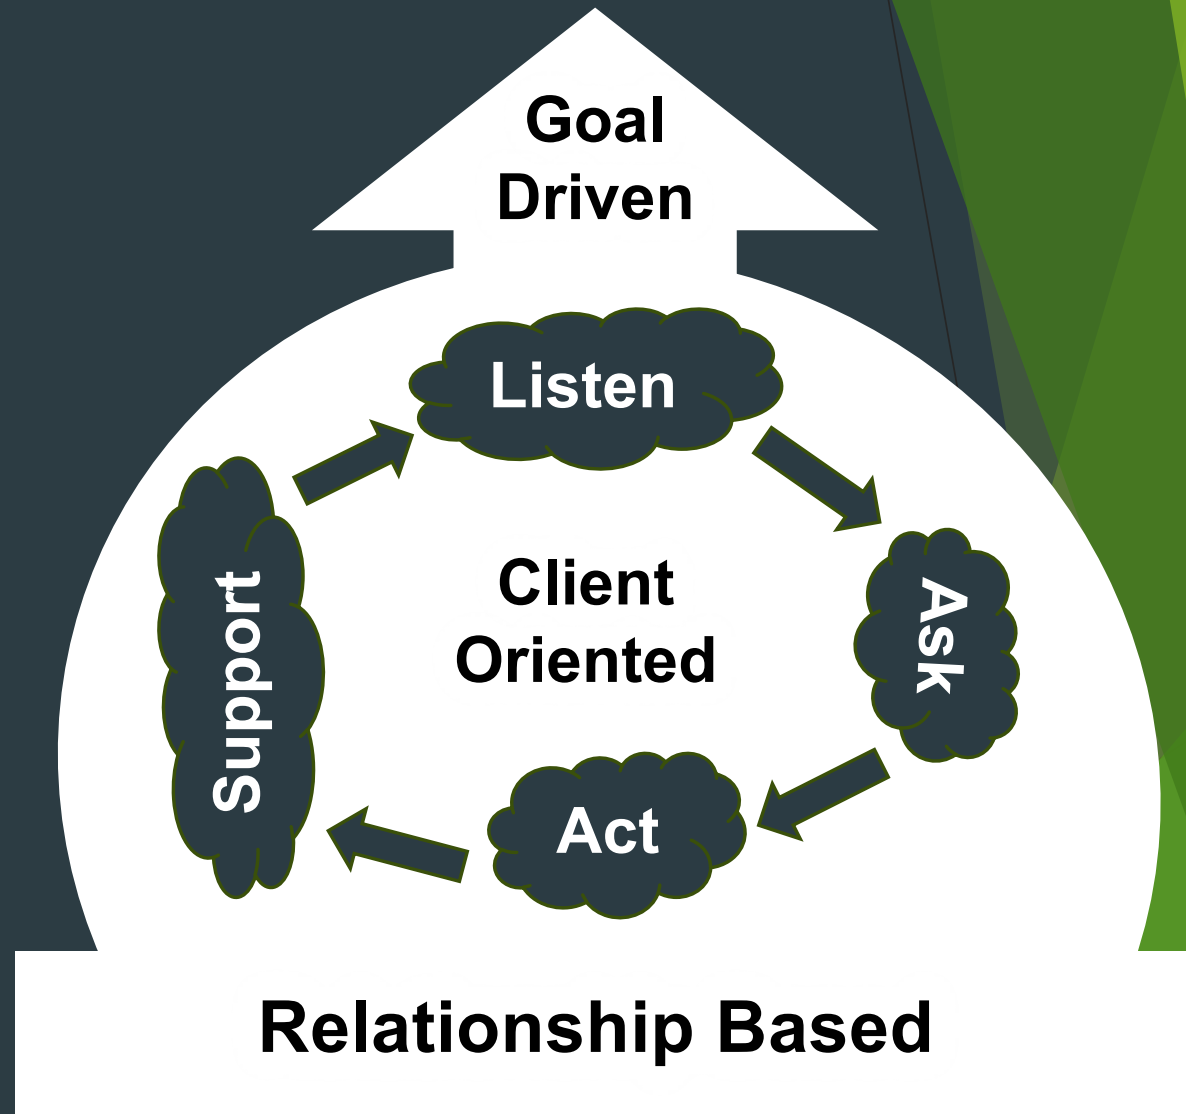 Goal
Driven
Listen
Client
Oriented
Ask
Support
Act
Relationship Based